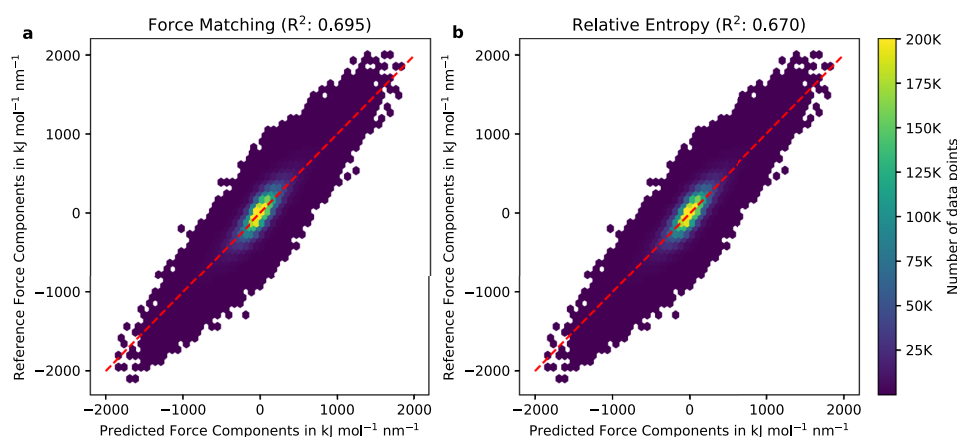 a
Force Matching (R²: 0.695)
Reference Force Components in kJ mol⁻¹ nm⁻¹
2000
1000
0
−1000
−2000
−2000 −1000 0 1000 2000
Predicted Force Components in kJ mol⁻¹ nm⁻¹
b
Relative Entropy (R²: 0.670)
Reference Force Components in kJ mol⁻¹ nm⁻¹
2000
1000
0
−1000
−2000
−2000 −1000 0 1000 2000
Predicted Force Components in kJ mol⁻¹ nm⁻¹
200K
175K
150K
125K
100K
75K
50K
25K
Number of data points